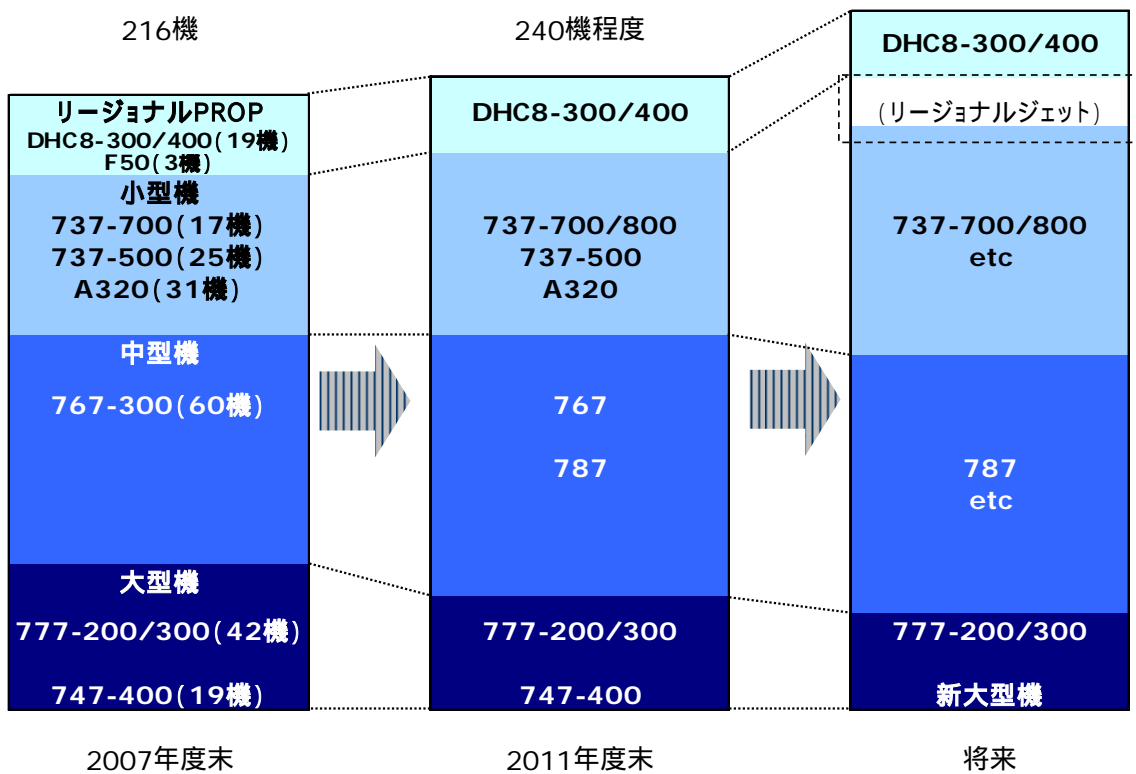 216機
リージョナルPROP
DHC8-300/400(19機)
F50(3機)
小型機
737-700(17機)
737-500(25機)
A320(31機)
中型機
767-300(60機)
大型機
777-200/300(42機)
747-400(19機)
2007年度末
240機程度
DHC8-300/400
737-700/800
737-500
A320
767
787
777-200/300
747-400
2011年度末
DHC8-300/400
(リージョナルジェット)
737-700/800
etc
787
etc
777-200/300
新大型機
将来